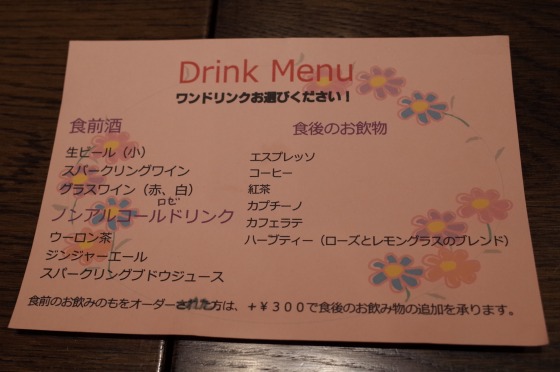 Drink Menu
ワンドリンクお選びください！
食前酒
生ビール（小）
スパークリングワイン
グラスワイン（赤、白）
ロゼ
ノンアルコールドリンク
ウーロン茶
ジンジャーエール
スパークリングブドウジュース
食後のお飲物
エスプレッソ
コーヒー
紅茶
カプチーノ
カフェラテ
ハーブティー（ローズとレモングラスのブレンド）
食前のお飲みのもをオーダーされた方は、＋￥３００で食後のお飲み物の追加を承ります。